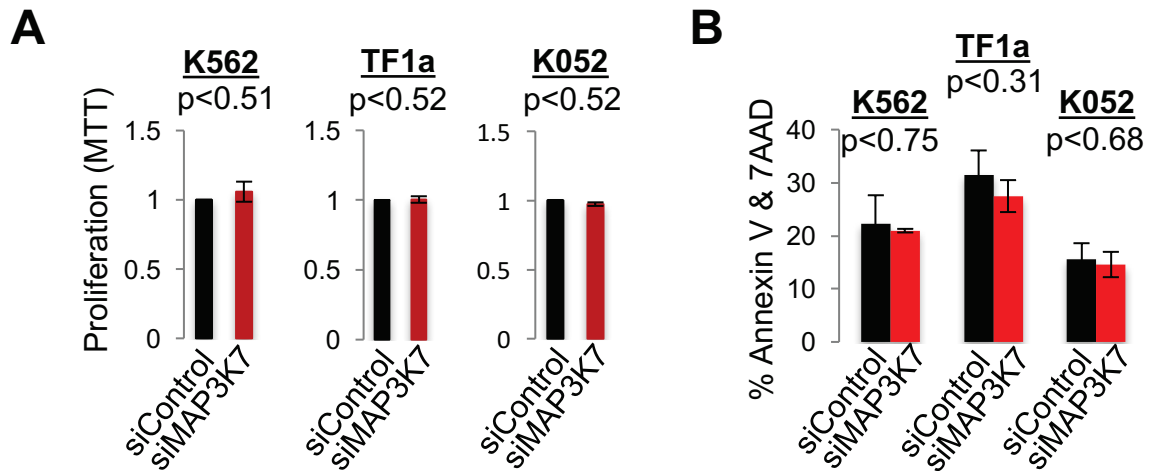 A
K562
p<0.51
TF1a
p<0.52
K052
p<0.52
Proliferation (MTT)
1.5
1
0.5
0
1.5
1
0.5
0
1.5
1
0.5
0
siControl
siMAP3K7
siControl
siMAP3K7
siControl
siMAP3K7
B
TF1a
p<0.31
K562
p<0.75
K052
p<0.68
% Annexin V & 7AAD
40
30
20
10
0
siControl
siMAP3K7
siControl
siMAP3K7
siControl
siMAP3K7